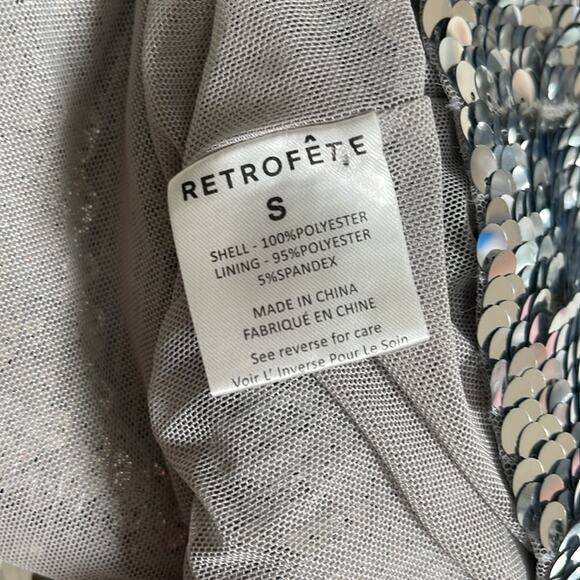 RETROFÊTE
S
SHELL - 100%POLYESTER
LINING - 95%POLYESTER
5%SPANDEX
MADE IN CHINA
FABRIQUÉ EN CHINE
See reverse for care
Voir L' Inverse Pour Le Soin